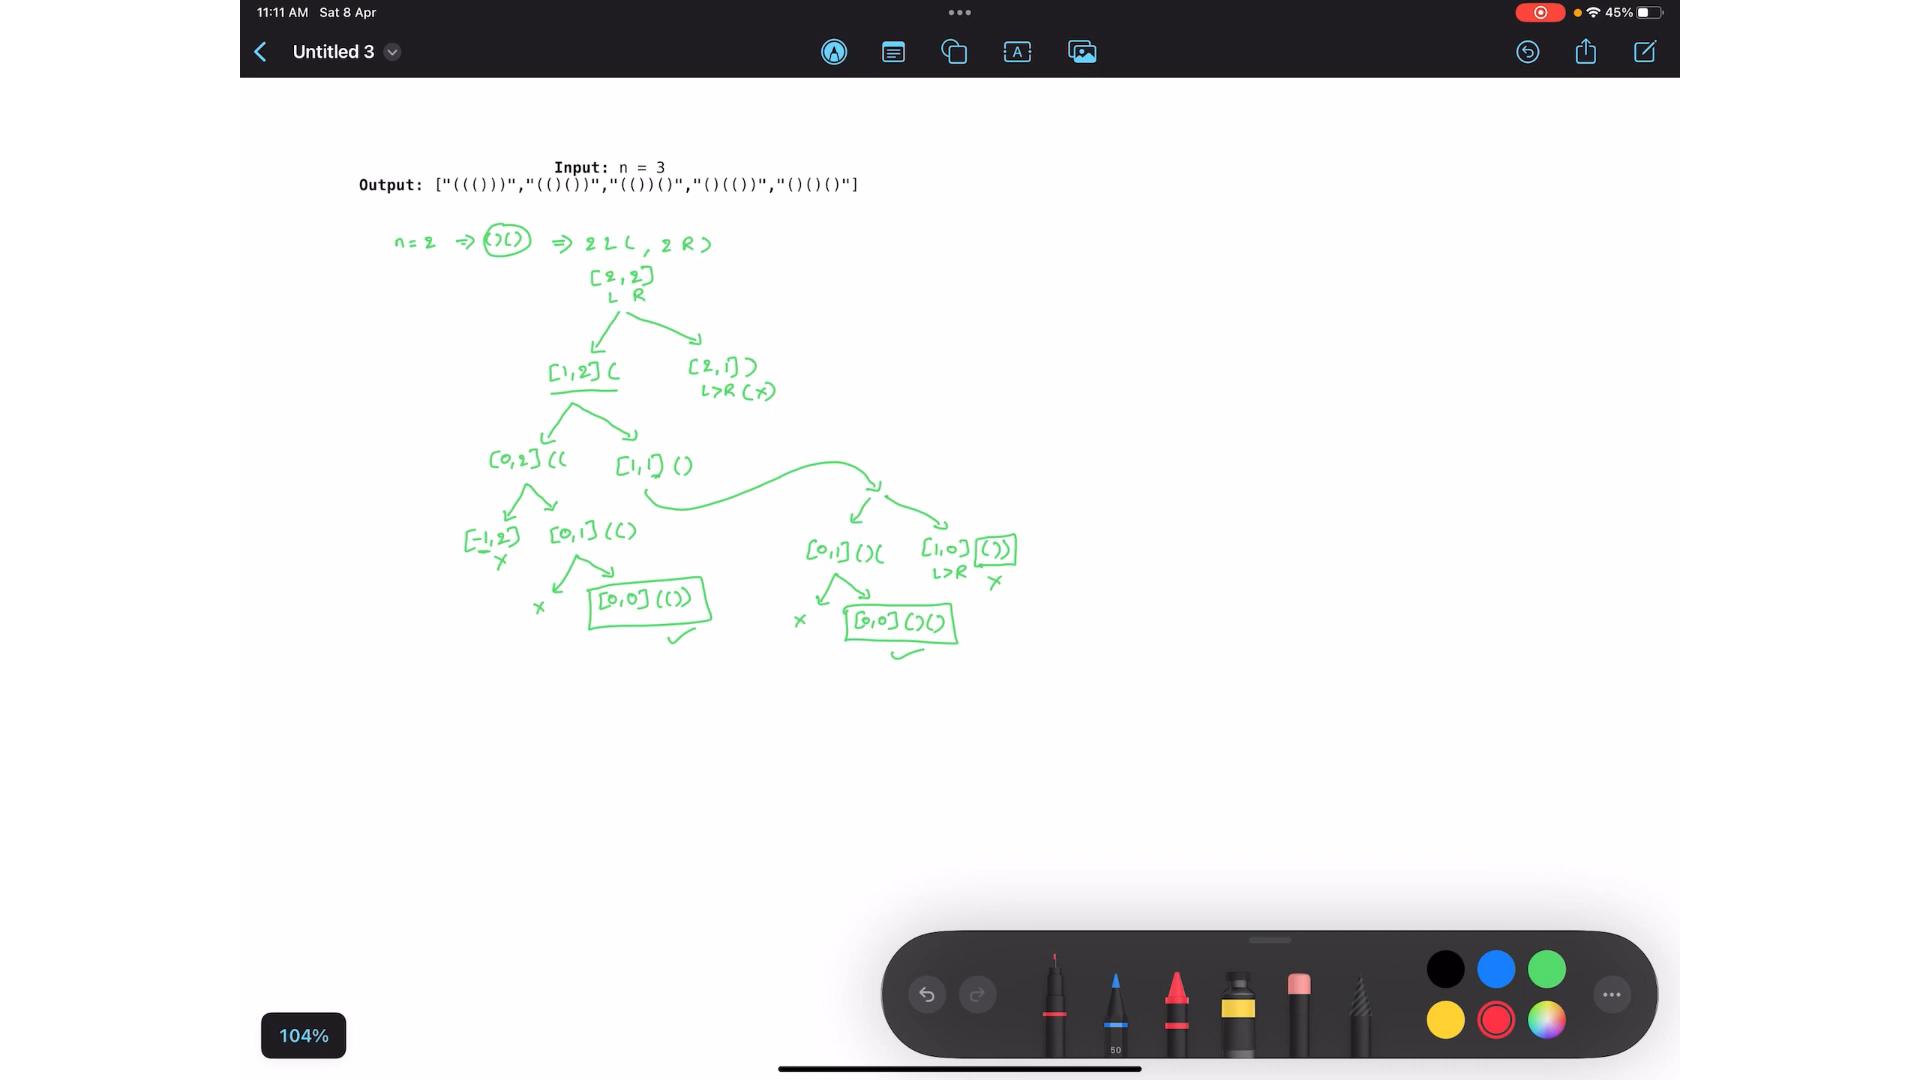 11:11 AM Sat 8 Apr
45%
Untitled 3
A
Input: n = 3
Output: ["((()))","(()())","(())()","()(())","()()()"]
n=2 => ()() => 2 L (, 2 R )
[2,2]
L R
[1,2] (
[2,1] )
L>R (x)
[0,2] ((
[1,1] ()
[-1,2]
x
[0,1] (()
[0,1] ()(
[1,0] ())
L>R
x
x
[0,0] (())
x
[0,0] ()()
50
104%